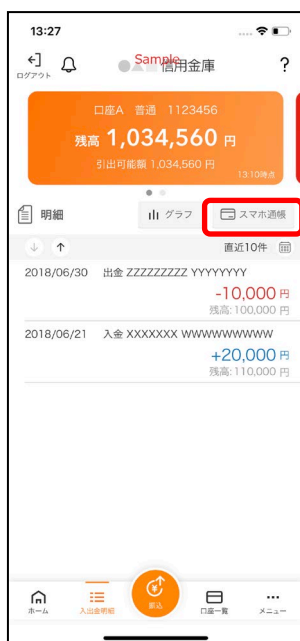 13:27
ログアウト
Sample
信用金庫
?
口座A 普通 1123456
残高 1,034,560 円
引出可能額 1,034,560 円
13:10時点
明細
グラフ
スマホ通帳
直近10件
2018/06/30 出金 ZZZZZZZZZ YYYYYYYY
-10,000 円
残高:100,000 円
2018/06/21 入金 XXXXXXX WWWWWWWWW
+20,000 円
残高:110,000 円
ホーム
入出金明細
振込
口座一覧
メニュー